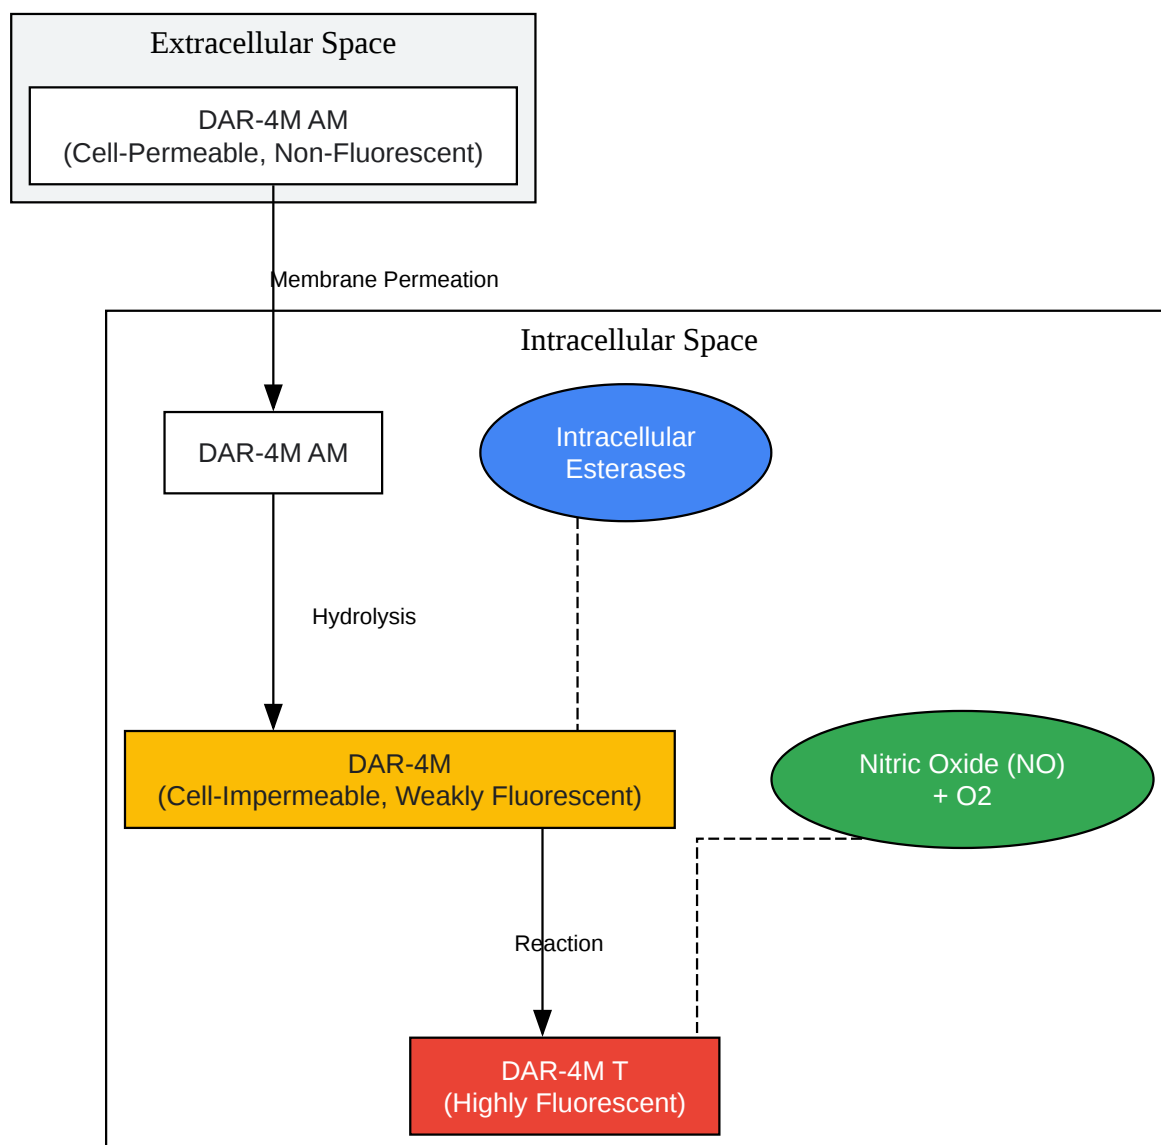 Extracellular Space
DAR-4M AM
(Cell-Permeable, Non-Fluorescent)
Membrane Permeation
Intracellular Space
DAR-4M AM
Intracellular
Esterases
Hydrolysis
DAR-4M
(Cell-Impermeable, Weakly Fluorescent)
Nitric Oxide (NO)
+ O2
Reaction
DAR-4M T
(Highly Fluorescent)